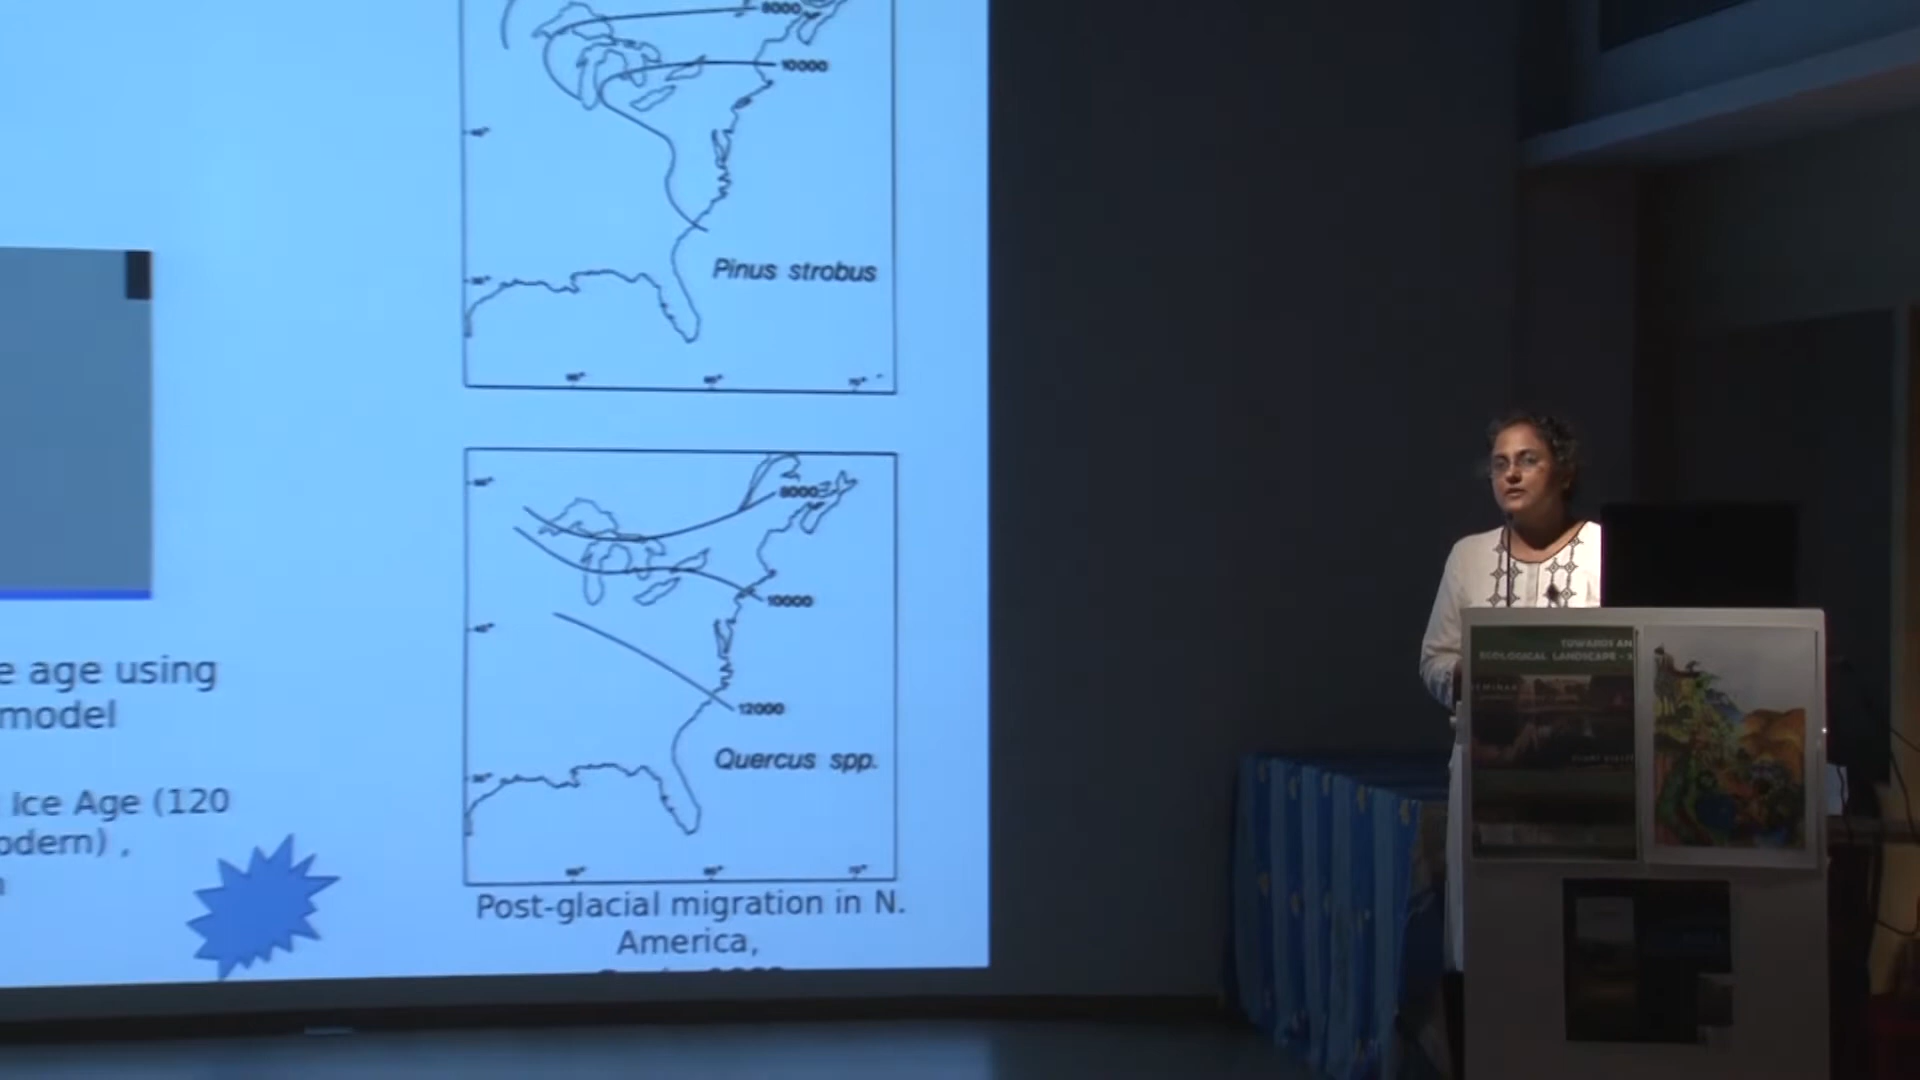 8000
10000
Pinus strobus
8000
10000
12000
Quercus spp.
Post-glacial migration in N.
America,
e age using
model
Ice Age (120
odern) ,
TOWARDS AN
ECOLOGICAL LANDSCAPE
SEMINAR